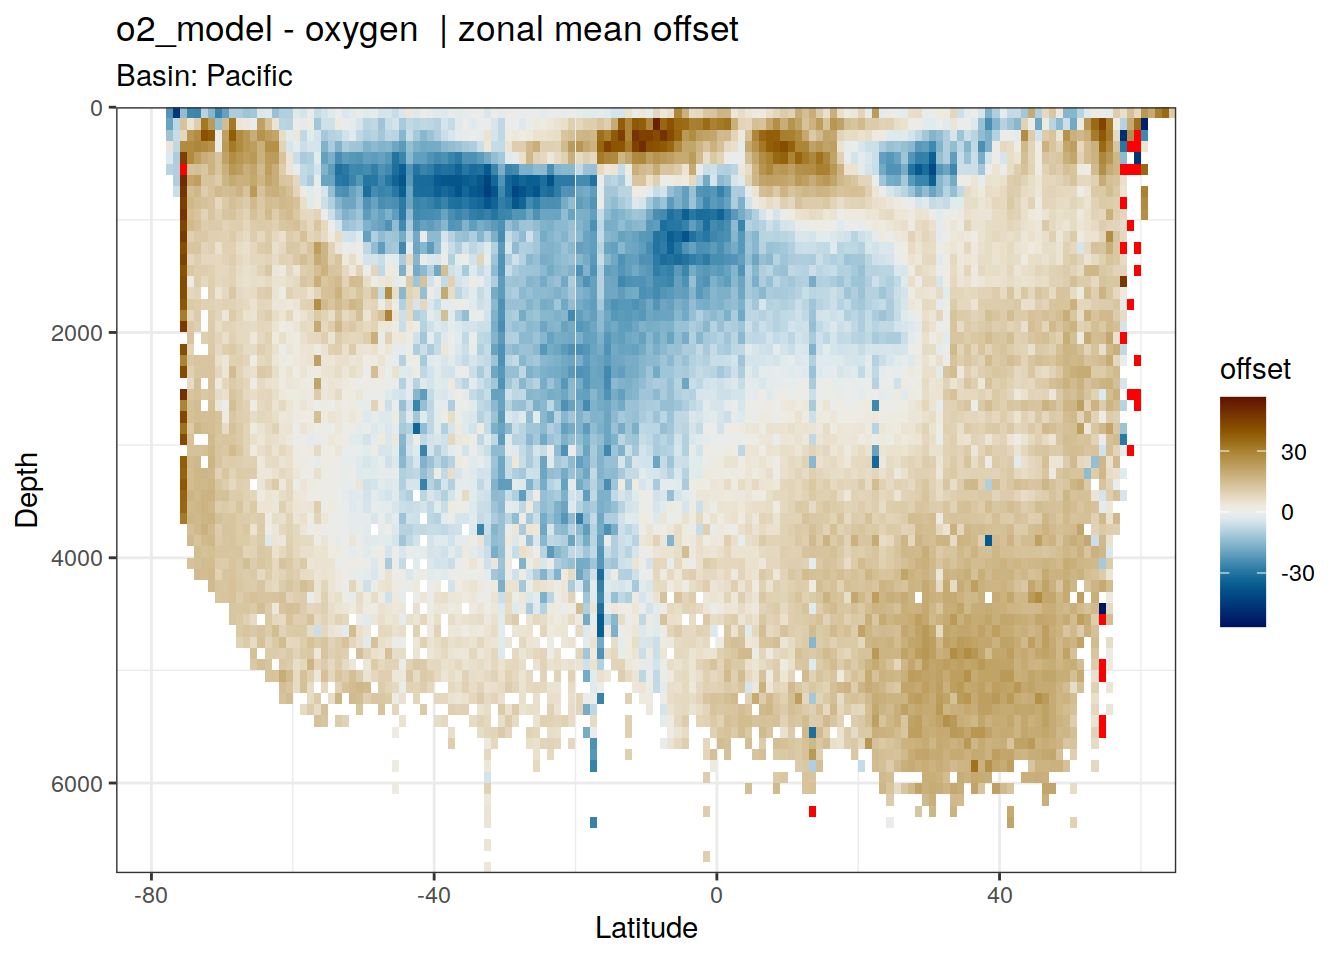 o2_model - oxygen  | zonal mean offset
Basin: Pacific
0
2000
4000
6000
Depth
-80
-40
0
40
Latitude
offset
30
0
-30